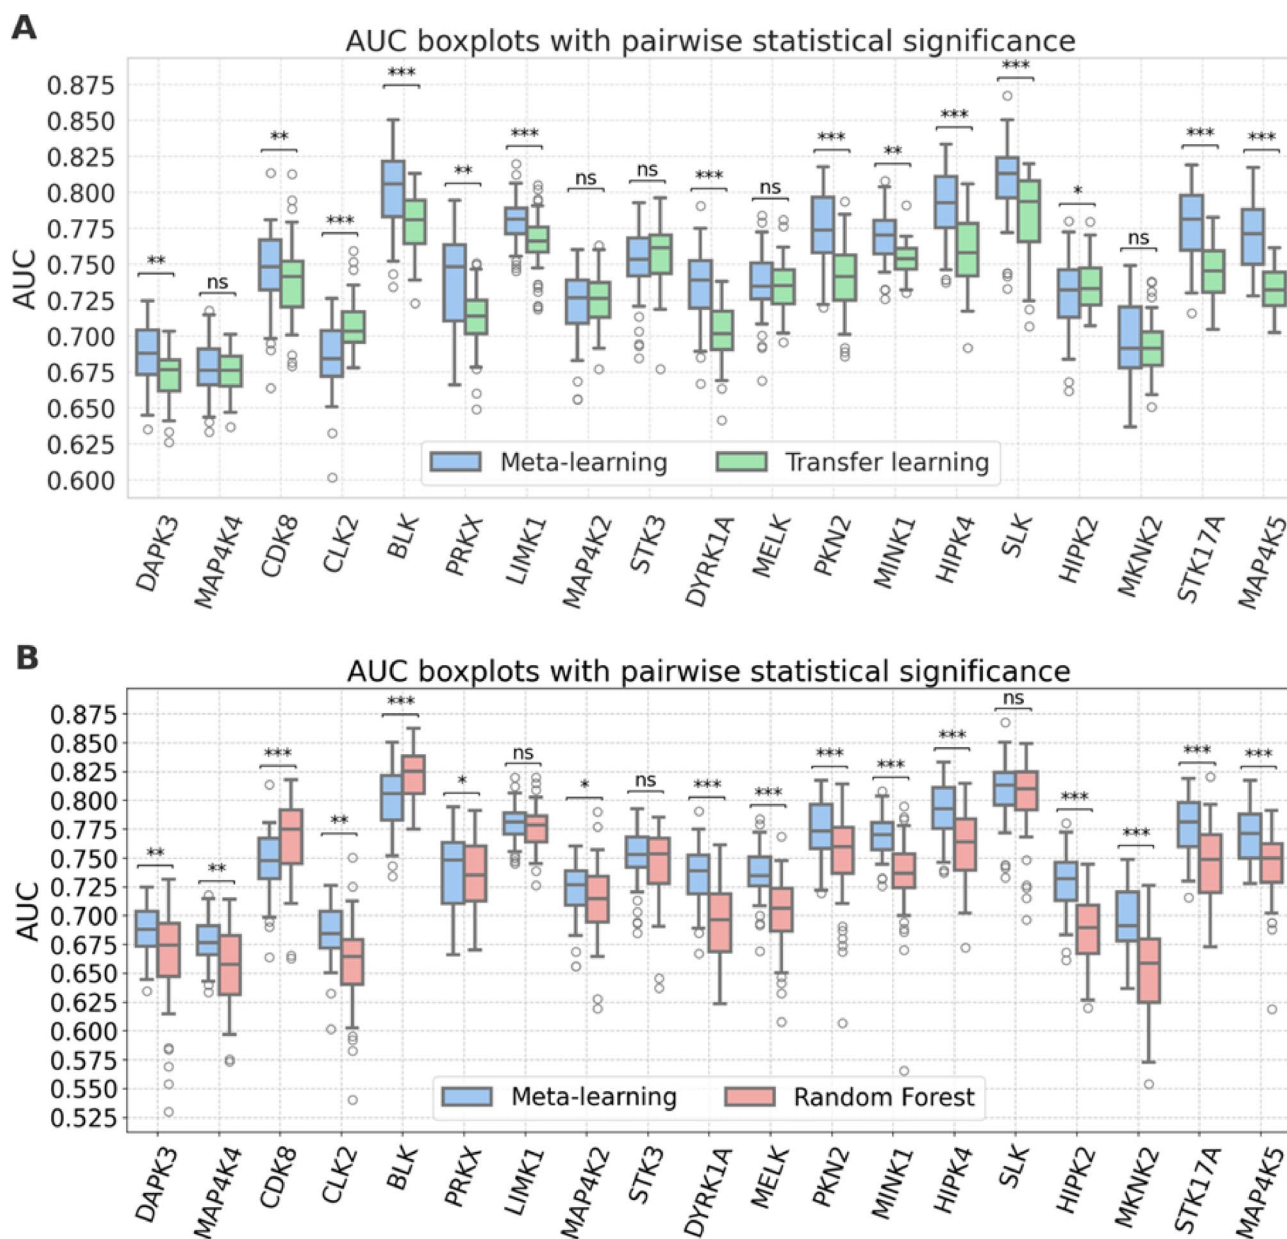 A
AUC boxplots with pairwise statistical significance
AUC
0.875
0.850
0.825
0.800
0.775
0.750
0.725
0.700
0.675
0.650
0.625
0.600
**
ns
**
***
***
**
***
ns
ns
***
ns
***
**
***
***
*
ns
***
***
Meta-learning
Transfer learning
DAPK3
MAP4K4
CDK8
CLK2
BLK
PRKX
LIMK1
MAP4K2
STK3
DYRK1A
MELK
PKN2
MINK1
HIPK4
SLK
HIPK2
MKNK2
STK17A
MAP4K5
B
AUC boxplots with pairwise statistical significance
AUC
0.875
0.850
0.825
0.800
0.775
0.750
0.725
0.700
0.675
0.650
0.625
0.600
0.575
0.550
0.525
**
**
***
**
***
*
ns
*
ns
***
***
***
***
***
ns
***
***
***
***
Meta-learning
Random Forest
DAPK3
MAP4K4
CDK8
CLK2
BLK
PRKX
LIMK1
MAP4K2
STK3
DYRK1A
MELK
PKN2
MINK1
HIPK4
SLK
HIPK2
MKNK2
STK17A
MAP4K5